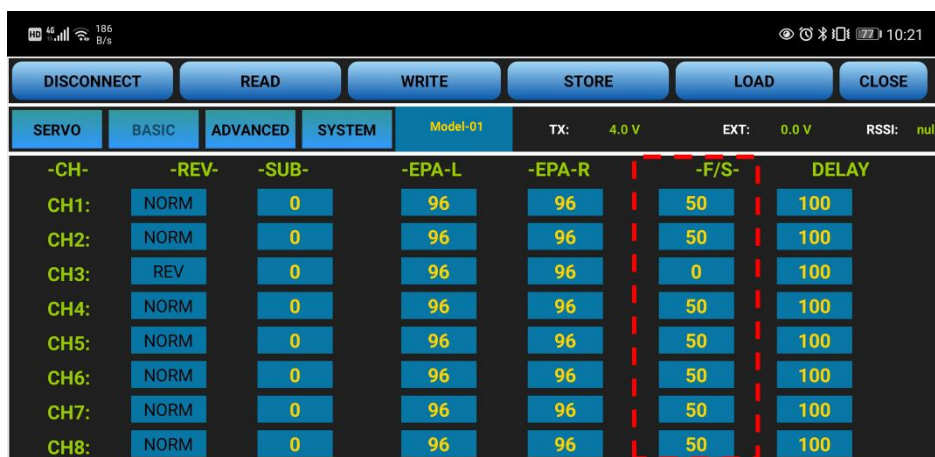 HD 46 186 B/s 77 10:21
DISCONNECT READ WRITE STORE LOAD CLOSE
SERVO BASIC ADVANCED SYSTEM Model-01 TX: 4.0 V EXT: 0.0 V RSSI: nul
-CH- -REV- -SUB- -EPA-L -EPA-R -F/S- DELAY
CH1: NORM 0 96 96 50 100
CH2: NORM 0 96 96 50 100
CH3: REV 0 96 96 0 100
CH4: NORM 0 96 96 50 100
CH5: NORM 0 96 96 50 100
CH6: NORM 0 96 96 50 100
CH7: NORM 0 96 96 50 100
CH8: NORM 0 96 96 50 100